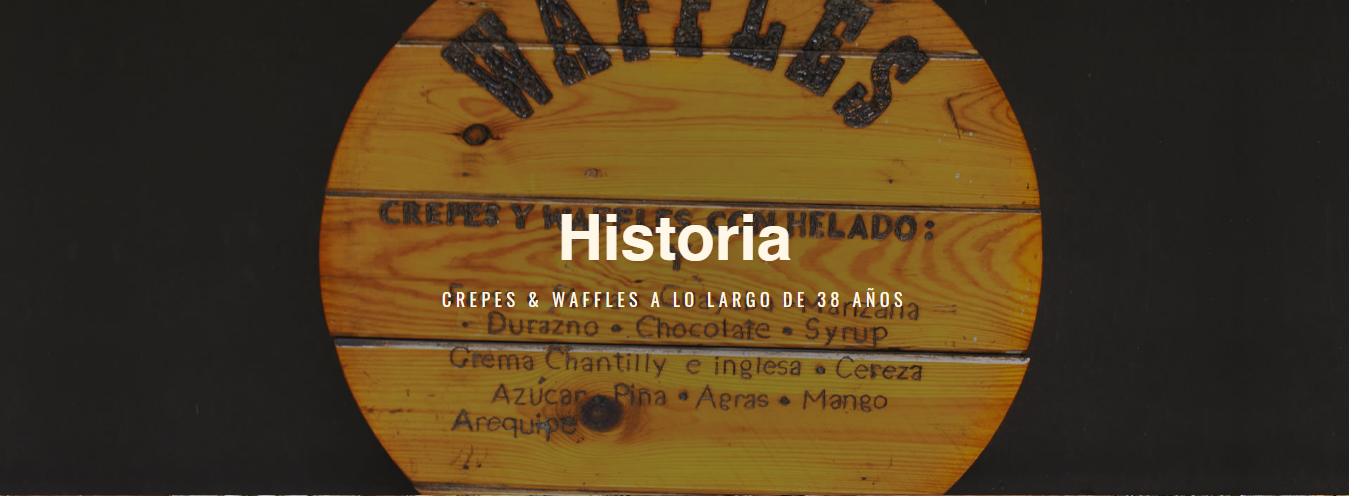 WAFFLES
CREPES Y WAFFLES CON HELADO:
Historia
CREPES & WAFFLES A LO LARGO DE 38 AÑOS
Manzana
• Durazno • Chocolate • Syrup
Crema Chantilly e inglesa • Cereza
Azúcar • Piña • Agras • Mango
Arequipe